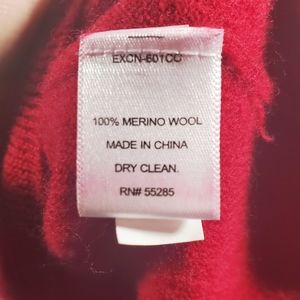 EXCN-601CC
100% MERINO WOOL
MADE IN CHINA
DRY CLEAN.
RN# 55285